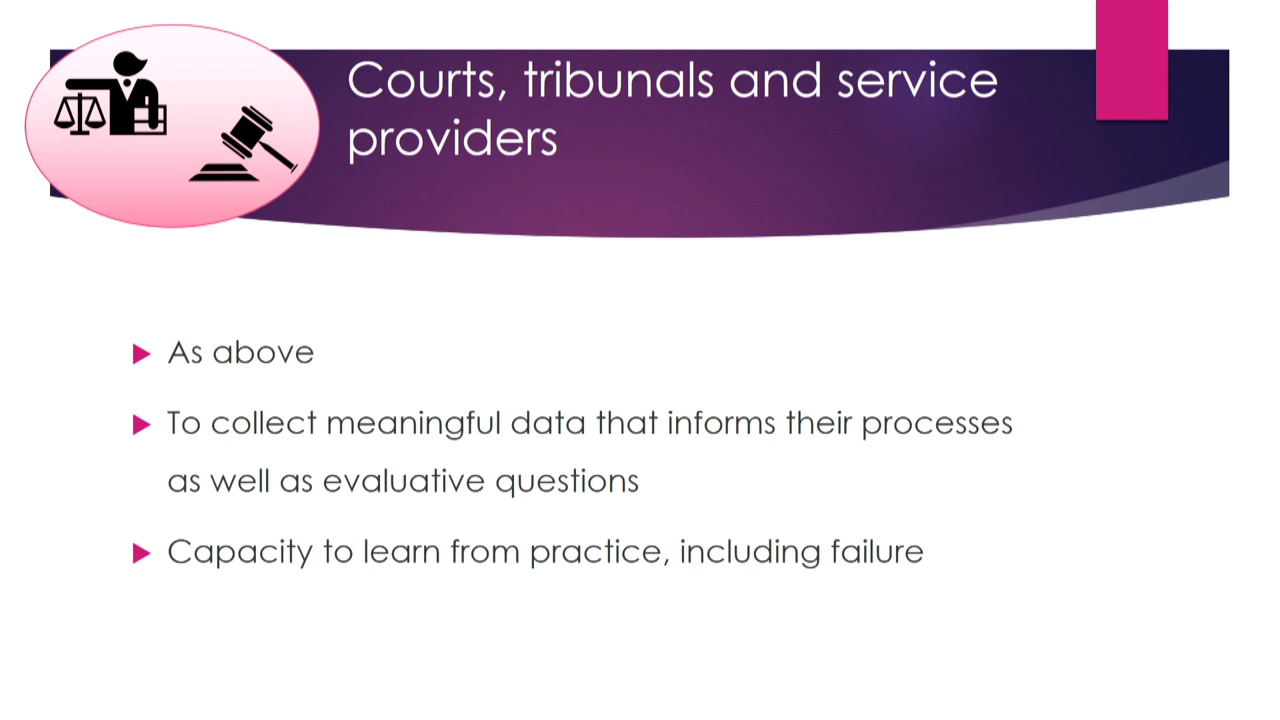 Courts, tribunals and service
providers
As above
To collect meaningful data that informs their processes
as well as evaluative questions
Capacity to learn from practice, including failure